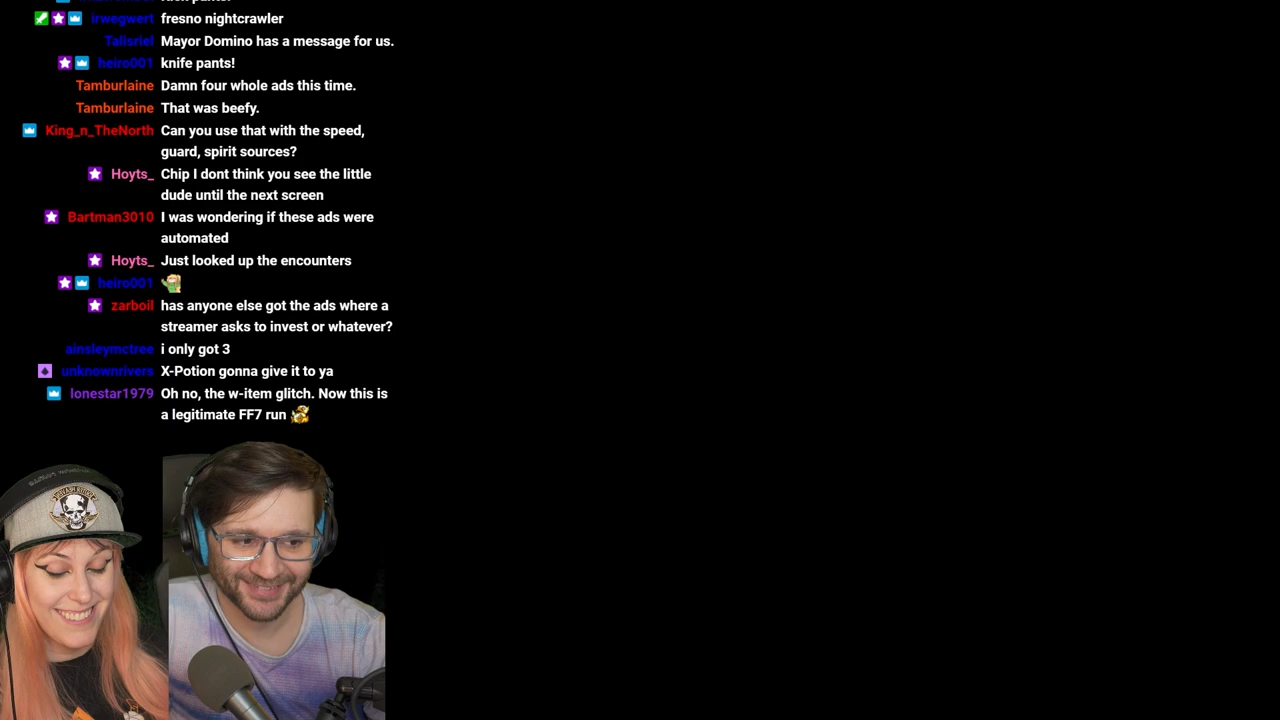 irwegwert fresno nightcrawler
Talisriel Mayor Domino has a message for us.
heiro001 knife pants!
Tamburlaine Damn four whole ads this time.
Tamburlaine That was beefy.
King_n_TheNorth Can you use that with the speed,
guard, spirit sources?
Hoyts_ Chip I dont think you see the little
dude until the next screen
Bartman3010 I was wondering if these ads were
automated
Hoyts_ Just looked up the encounters
heiro001
zarboil has anyone else got the ads where a
streamer asks to invest or whatever?
ainsleymctree i only got 3
unknownrivers X-Potion gonna give it to ya
lonestar1979 Oh no, the w-item glitch. Now this is
a legitimate FF7 run